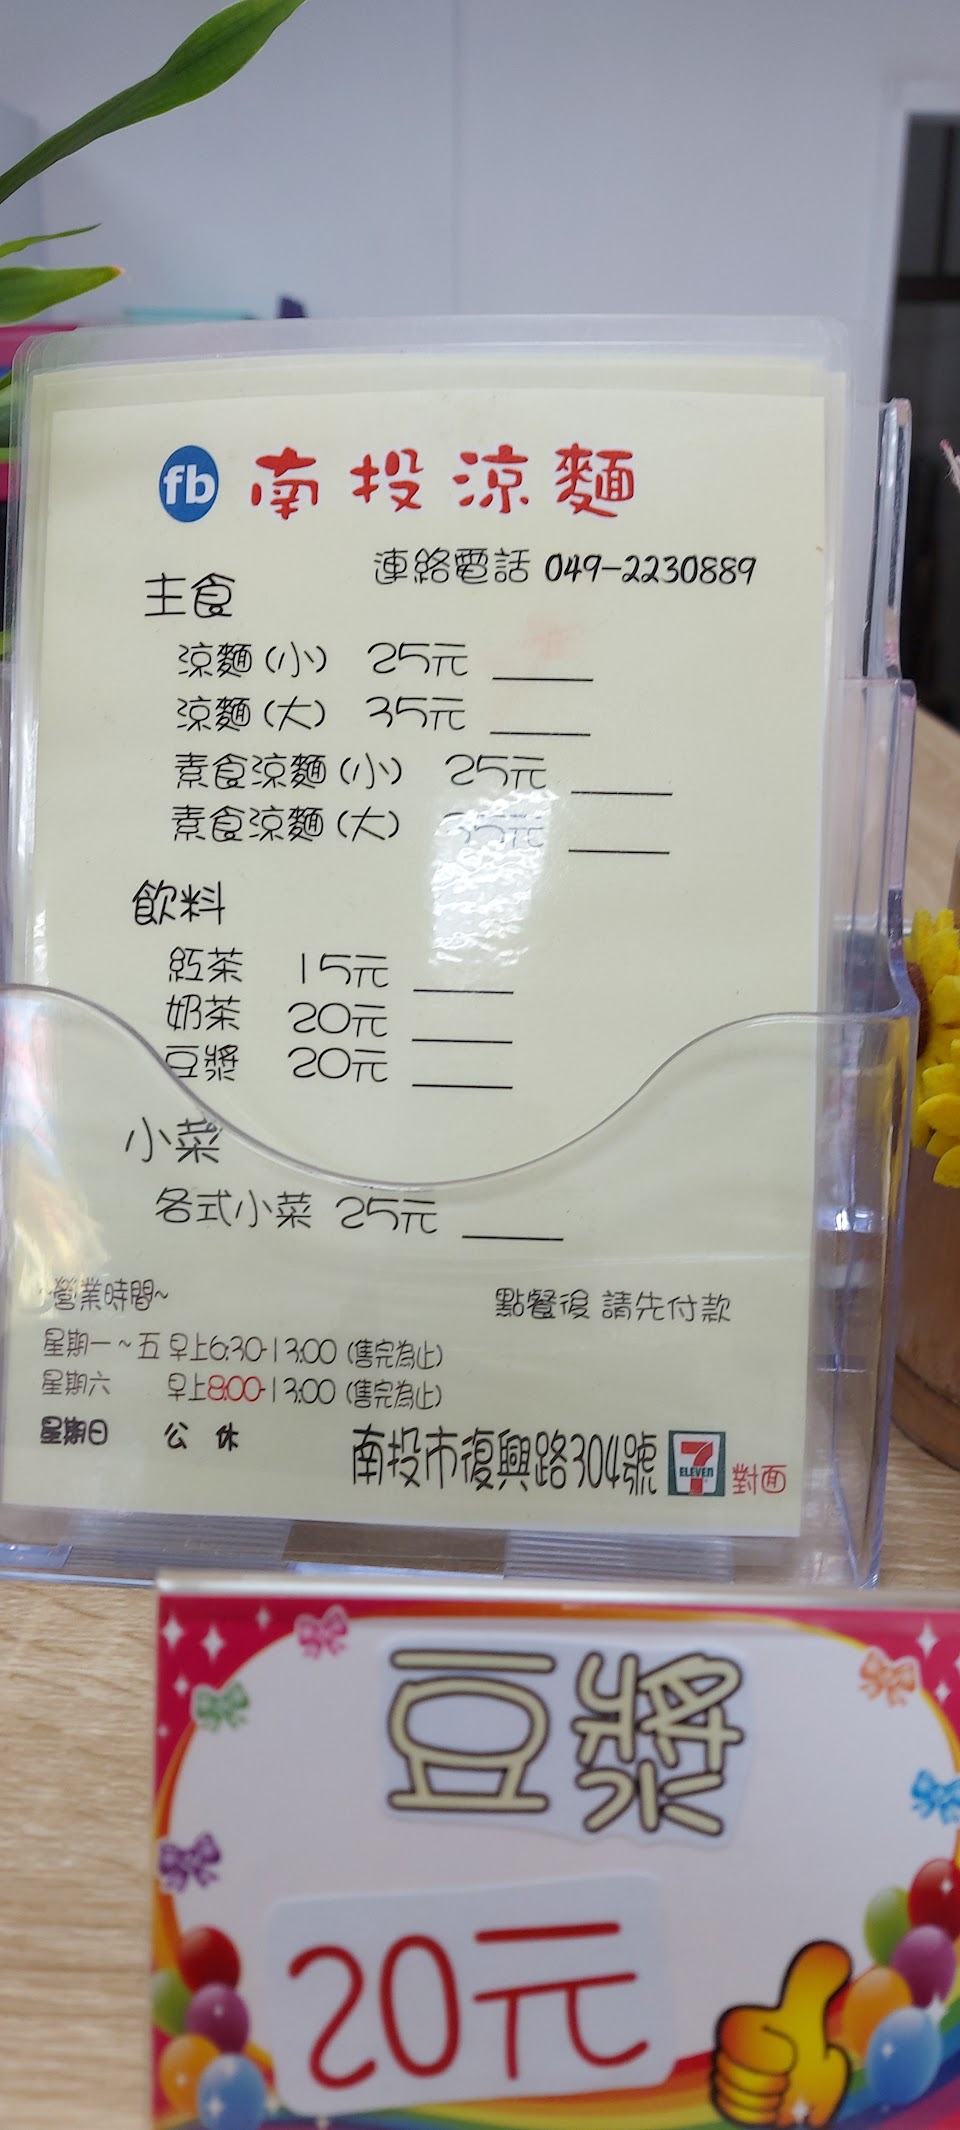 fb 南投涼麵
連絡電話 049-2230889
主食
涼麵(小) 25元
涼麵(大) 35元
素食涼麵(小) 25元
素食涼麵(大) 35元
飲料
紅茶 15元
奶茶 20元
豆漿 20元
小菜
各式小菜 25元
~營業時間~
點餐後 請先付款
星期一~五 早上6:30-13:00 (售完為止)
星期六 早上8:00-13:00 (售完為止)
星期日 公 休
南投市復興路304號 7 ELEVEN 對面
豆漿
20元